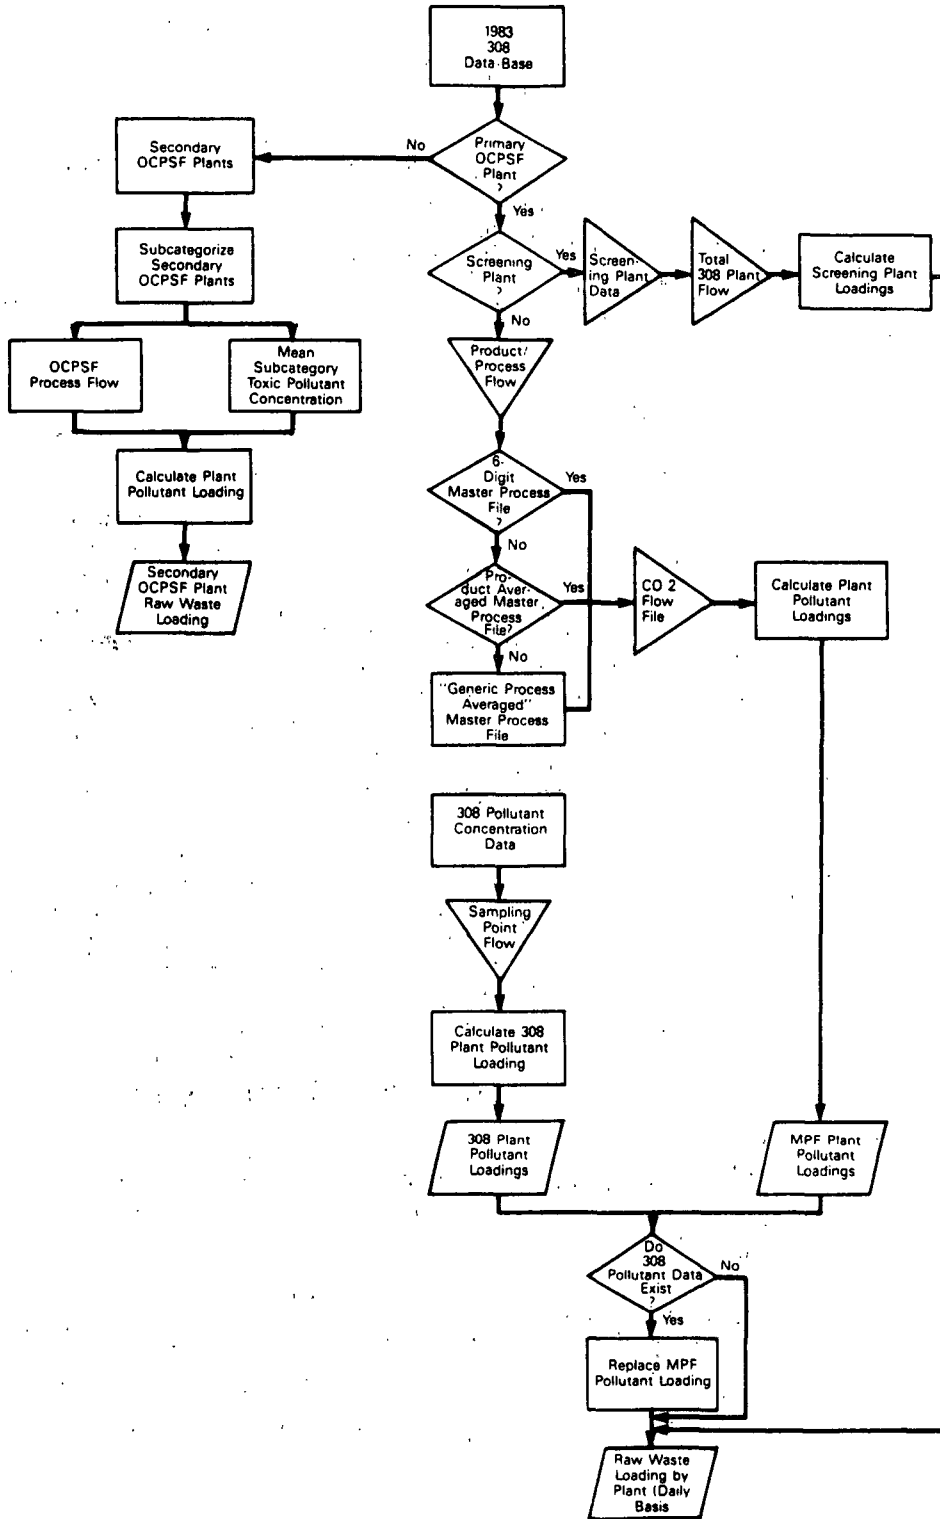 1983
308
Data Base
Primary
OCPSF
Plant
?
No
Yes
Secondary
OCPSF Plants
Subcategorize
Secondary
OCPSF Plants
OCPSF
Process Flow
Mean
Subcategory
Toxic Pollutant
Concentration
Calculate Plant
Pollutant Loading
Secondary
OCPSF Plant
Raw Waste
Loading
Screening
Plant
?
Yes
No
Screen-
ing Plant
Data
Total
308 Plant
Flow
Calculate
Screening Plant
Loadings
Product/
Process
Flow
6-
Digit
Master Process
File
?
Yes
No
Pro-
duct Aver-
aged Master
Process
File?
Yes
No
"Generic Process
Averaged"
Master Process
File
CO 2
Flow
File
Calculate Plant
Pollutant
Loadings
308 Pollutant
Concentration
Data
Sampling
Point
Flow
Calculate 308
Plant Pollutant
Loading
308 Plant
Pollutant
Loadings
MPF Plant
Pollutant
Loadings
Do
308
Pollutant Data
Exist
?
No
Yes
Replace MPF
Pollutant Loading
Raw Waste
Loading by
Plant (Daily
Basis